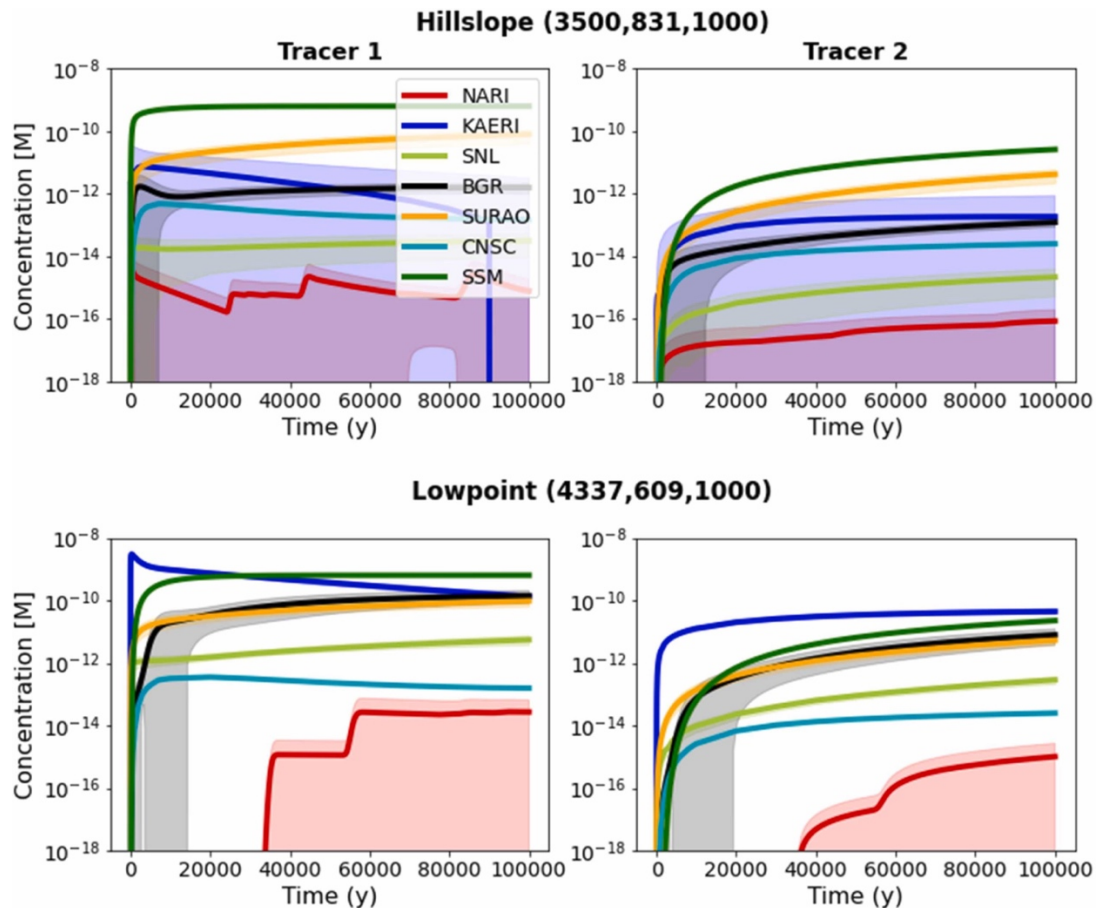 Hillslope (3500,831,1000)
Tracer 1
Tracer 2
Concentration [M]
10⁻⁸
10⁻¹⁰
10⁻¹²
10⁻¹⁴
10⁻¹⁶
10⁻¹⁸
NARI
KAERI
SNL
BGR
SURAO
CNSC
SSM
0 20000 40000 60000 80000 100000
Time (y)
10⁻⁸
10⁻¹⁰
10⁻¹²
10⁻¹⁴
10⁻¹⁶
10⁻¹⁸
0 20000 40000 60000 80000 100000
Time (y)
Lowpoint (4337,609,1000)
Concentration [M]
10⁻⁸
10⁻¹⁰
10⁻¹²
10⁻¹⁴
10⁻¹⁶
10⁻¹⁸
0 20000 40000 60000 80000 100000
Time (y)
10⁻⁸
10⁻¹⁰
10⁻¹²
10⁻¹⁴
10⁻¹⁶
10⁻¹⁸
0 20000 40000 60000 80000 100000
Time (y)